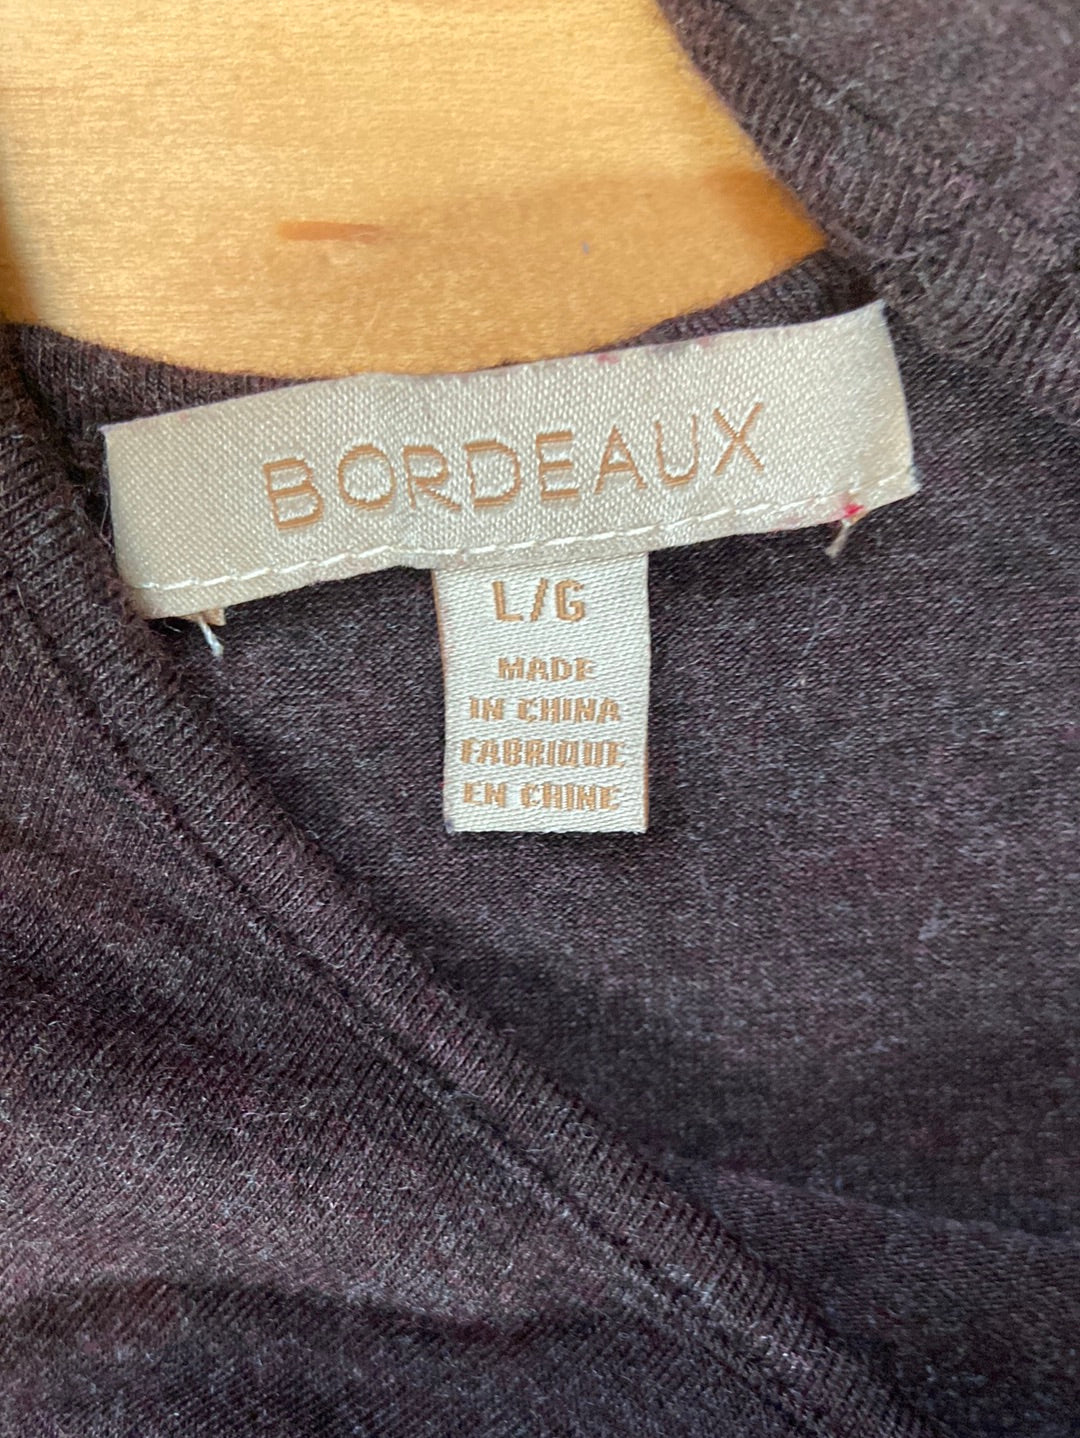 BORDEAUX
L/G
MADE
IN CHINA
FABRIQUE
EN CHINE